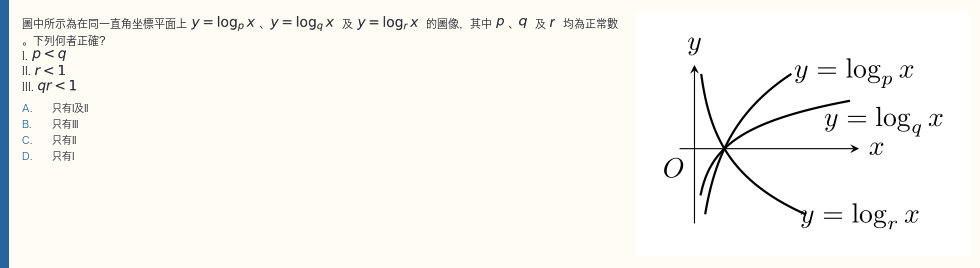 圖中所示為在同一直角坐標平面上 y = log_p x 、y = log_q x 及 y = log_r x 的圖像，其中 p 、q 及 r 均為正常數
。下列何者正確?
I. p < q
II. r < 1
III. qr < 1
A. 只有I及II
B. 只有III
C. 只有II
D. 只有I
y
y = log_p x
y = log_q x
x
O
y = log_r x